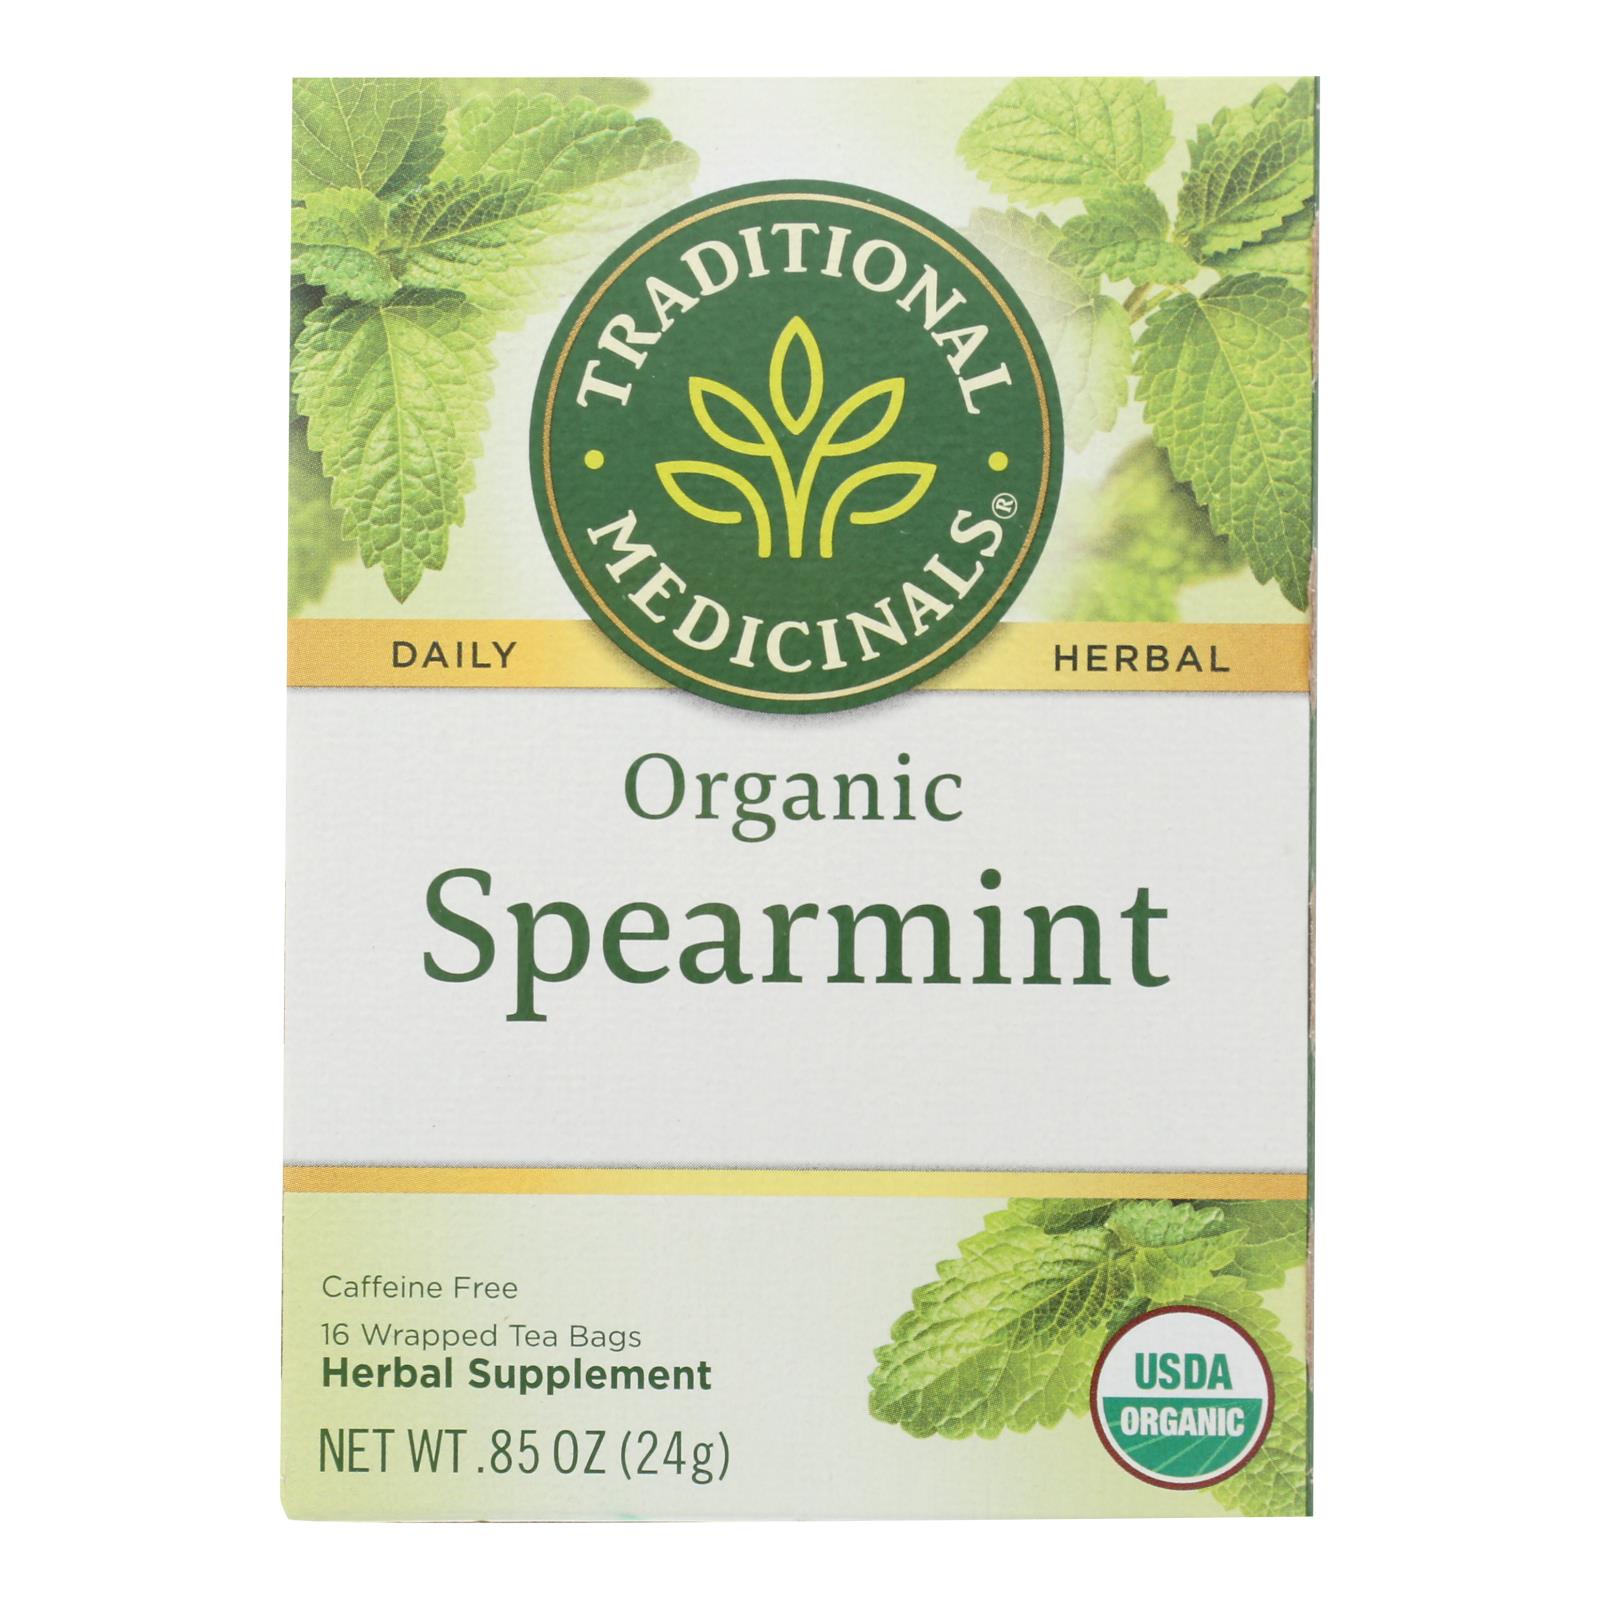 TRADITIONAL
MEDICINALS®
DAILY
HERBAL
Organic
Spearmint
Caffeine Free
16 Wrapped Tea Bags
Herbal Supplement
NET WT .85 OZ (24g)
USDA
ORGANIC